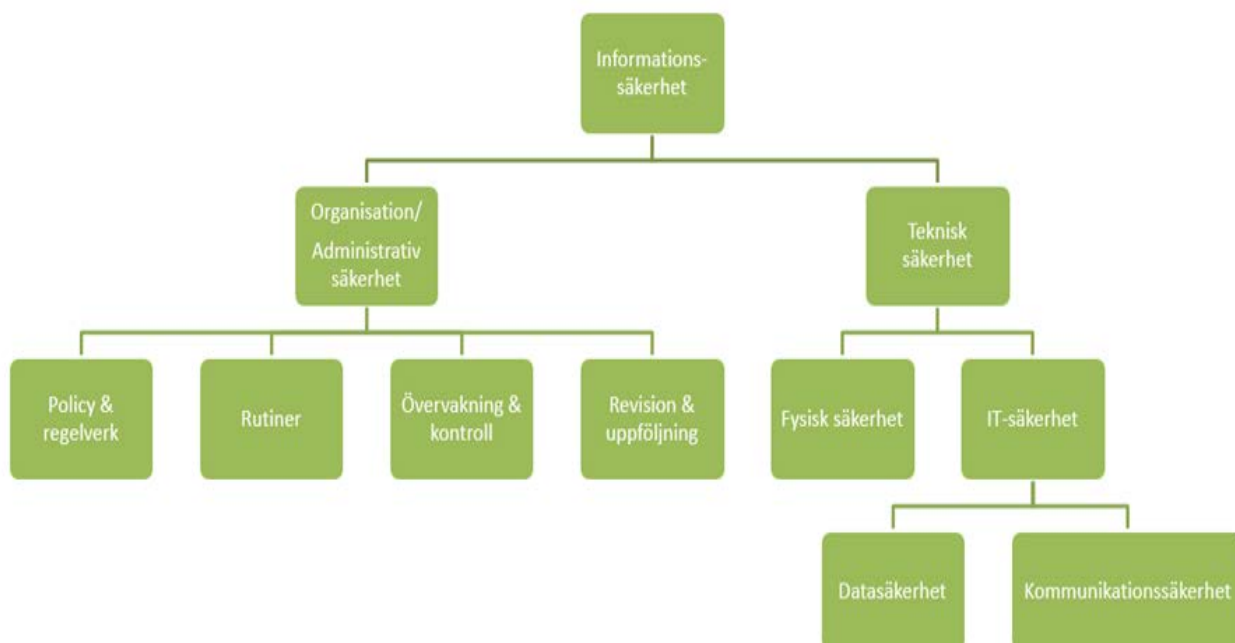 Informations-
säkerhet
Organisation/
Administrativ
säkerhet
Teknisk
säkerhet
Policy &
regelverk
Rutiner
Övervakning &
kontroll
Revision &
uppföljning
Fysisk säkerhet
IT-säkerhet
Datasäkerhet
Kommunikationssäkerhet